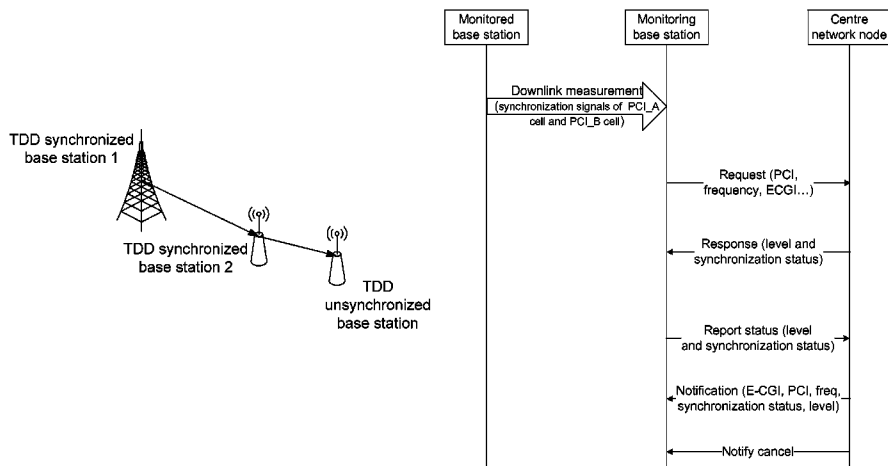 TDD synchronized
base station 1
TDD synchronized
base station 2
TDD
unsynchronized
base station
Monitored
base station
Monitoring
base station
Centre
network node
Downlink measurement
(synchronization signals of PCI_A
cell and PCI_B cell)
Request (PCI,
frequency, ECGI...)
Response (level and
synchronization status)
Report status (level
and synchronization status)
Notification (E-CGI, PCI, freq,
synchronization status, level)
Notify cancel